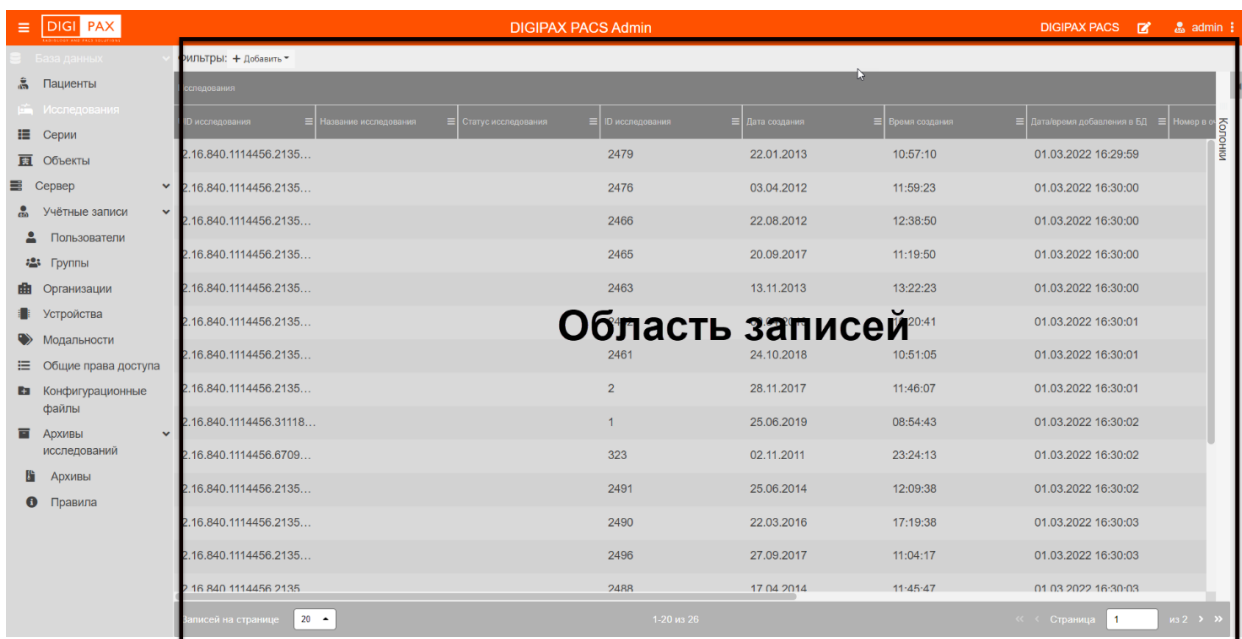 DIGI PAX
DIGIPAX PACS Admin
DIGIPAX PACS
admin
База данных
Пациенты
Исследования
Серии
Объекты
Сервер
Учётные записи
Пользователи
Группы
Организации
Устройства
Модальности
Общие права доступа
Конфигурационные
файлы
Архивы
исследований
Архивы
Правила
Фильтры: + Добавить
Исследования
UID исследования Название исследования Статус исследования ID исследования Дата создания Время создания Дата/время добавления в БД Номер в
Колонки
2.16.840.1114456.2135... 2479 22.01.2013 10:57:10 01.03.2022 16:29:59
2.16.840.1114456.2135... 2476 03.04.2012 11:59:23 01.03.2022 16:30:00
2.16.840.1114456.2135... 2466 22.08.2012 12:38:50 01.03.2022 16:30:00
2.16.840.1114456.2135... 2465 20.09.2017 11:19:50 01.03.2022 16:30:00
2.16.840.1114456.2135... 2463 13.11.2013 13:22:23 01.03.2022 16:30:00
2.16.840.1114456.2135... 01.03.2022 16:30:01
Область записей
2.16.840.1114456.2135... 2461 24.10.2018 10:51:05 01.03.2022 16:30:01
2.16.840.1114456.2135... 2 28.11.2017 11:46:07 01.03.2022 16:30:01
2.16.840.1114456.31118... 1 25.06.2019 08:54:43 01.03.2022 16:30:02
2.16.840.1114456.6709... 323 02.11.2011 23:24:13 01.03.2022 16:30:02
2.16.840.1114456.2135... 2491 25.06.2014 12:09:38 01.03.2022 16:30:02
2.16.840.1114456.2135... 2490 22.03.2016 17:19:38 01.03.2022 16:30:03
2.16.840.1114456.2135... 2496 27.09.2017 11:04:17 01.03.2022 16:30:03
2.16.840.1114456.2135 2488 17.04.2014 11:45:47 01.03.2022 16:30:03
Записей на странице 20 1-20 из 26 « ‹ Страница 1 из 2 › »